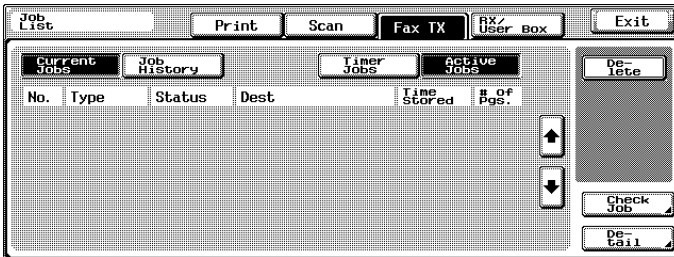 Job List
Print
Scan
Fax TX
RX/ User Box
Exit
Current Jobs
Job History
Timer Jobs
Active Jobs
De-
lete
No. Type Status Dest Time Stored # of Pgs.
Check Job
De-
tail